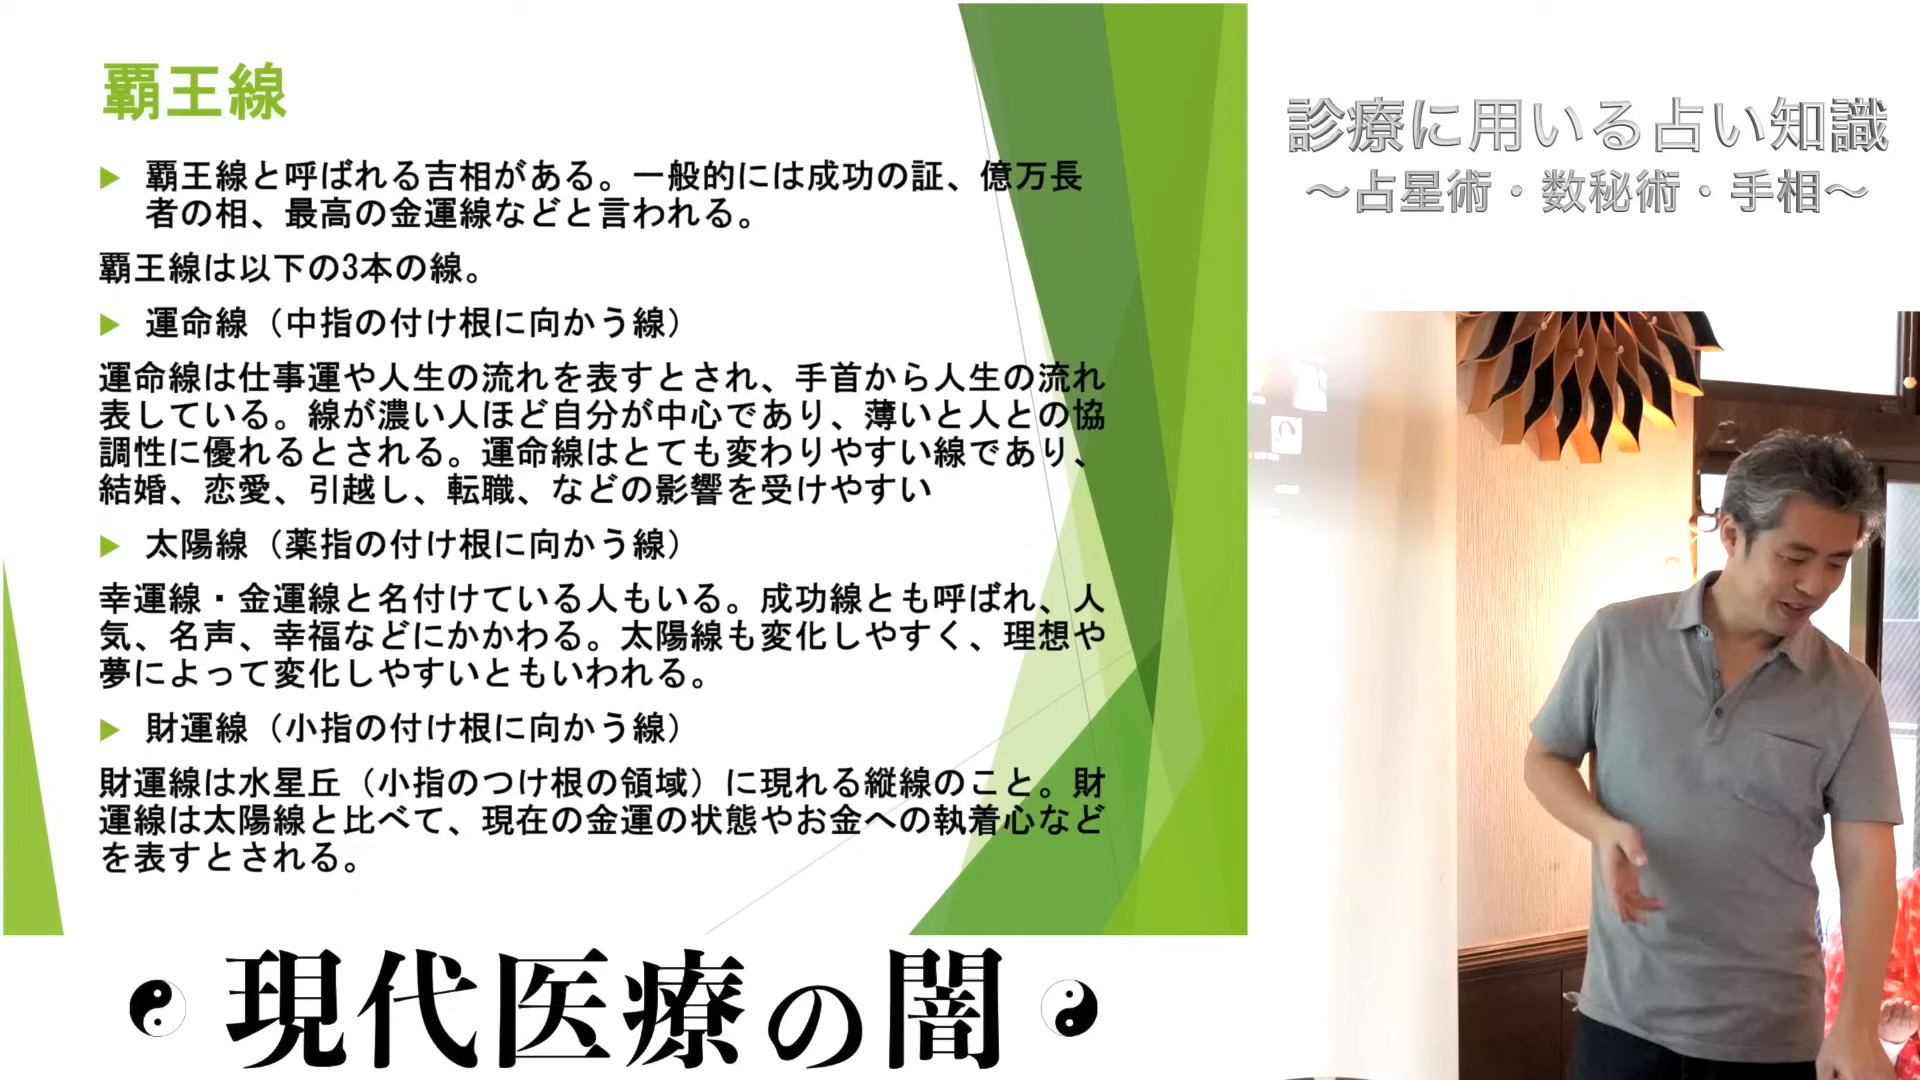 覇王線
覇王線と呼ばれる吉相がある。一般的には成功の証、億万長
者の相、最高の金運線などと言われる。
覇王線は以下の3本の線。
運命線（中指の付け根に向かう線）
運命線は仕事運や人生の流れを表すとされ、手首から人生の流れ
表している。線が濃い人ほど自分が中心であり、薄いと人との協
調性に優れるとされる。運命線はとても変わりやすい線であり、
結婚、恋愛、引越し、転職、などの影響を受けやすい
太陽線（薬指の付け根に向かう線）
幸運線・金運線と名付けている人もいる。成功線とも呼ばれ、人
気、名声、幸福などにかかわる。太陽線も変化しやすく、理想や
夢によって変化しやすいともいわれる。
財運線（小指の付け根に向かう線）
財運線は水星丘（小指のつけ根の領域）に現れる縦線のこと。財
運線は太陽線と比べて、現在の金運の状態やお金への執着心など
を表すとされる。
診療に用いる占い知識
～占星術・数秘術・手相～
現代医療の闇